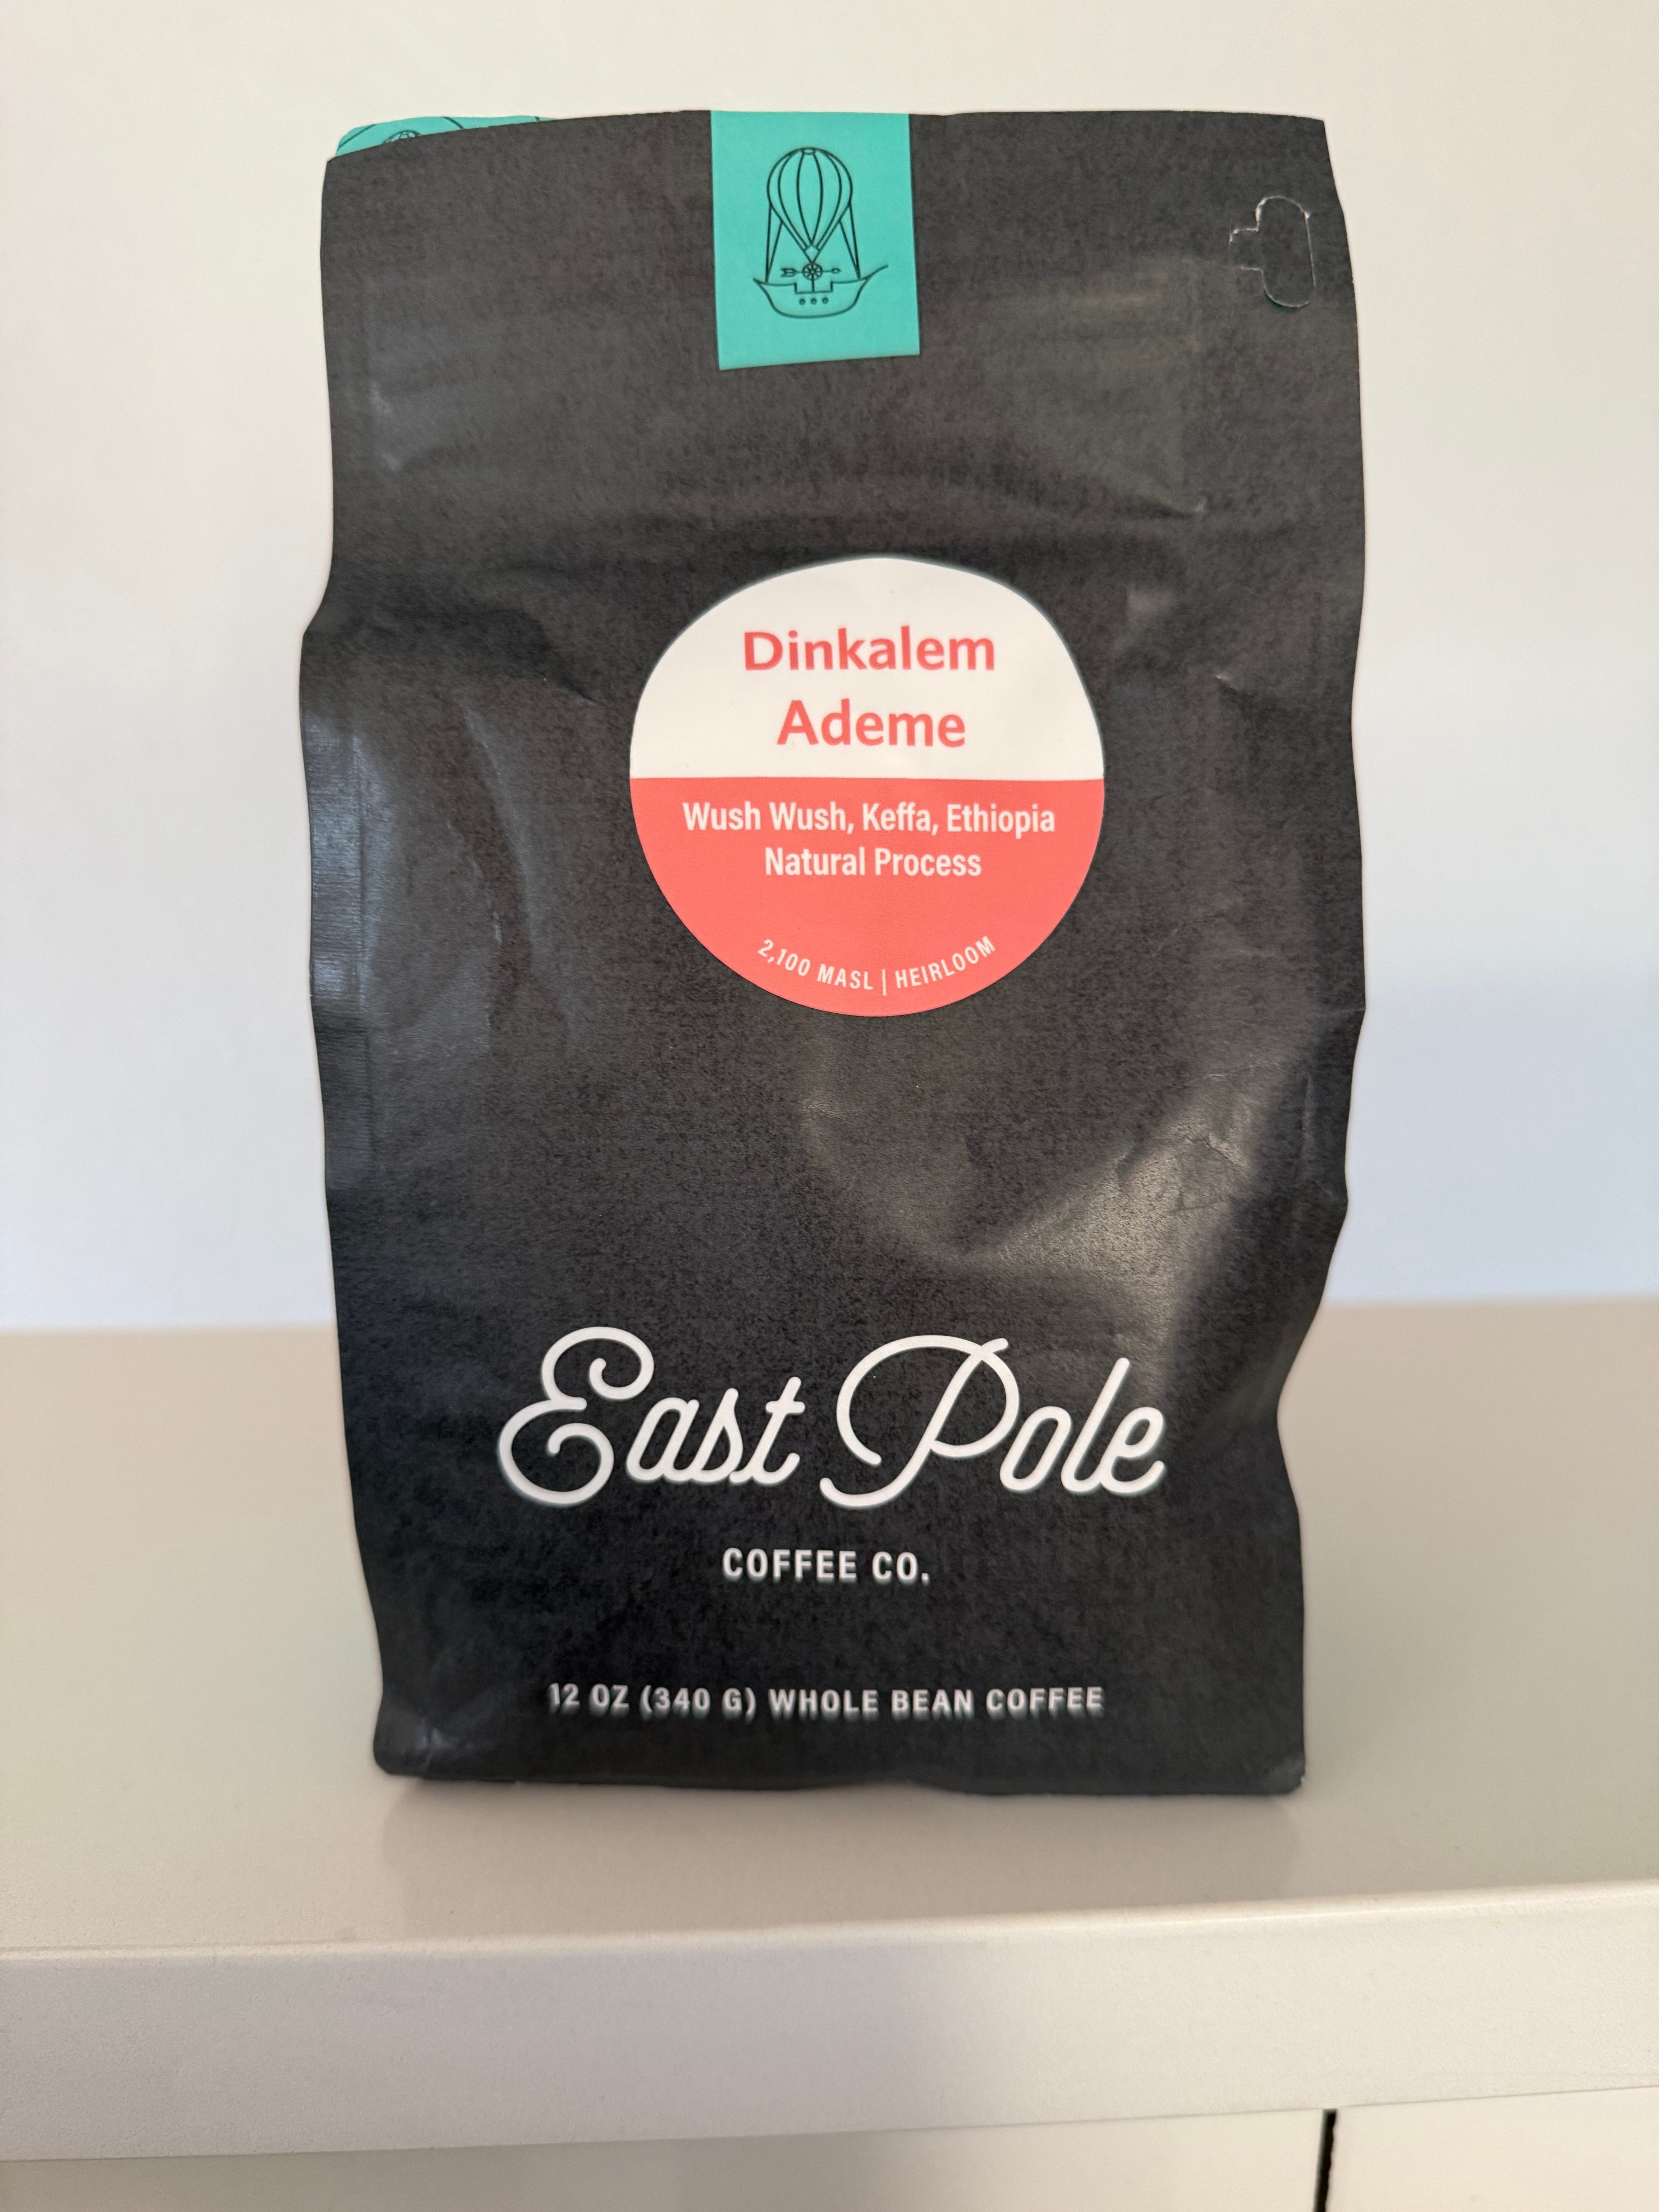 Dinkalem
Ademe
Wush Wush, Keffa, Ethiopia
Natural Process
2,100 MASL | HEIRLOOM
East Pole
COFFEE CO.
12 OZ (340 G) WHOLE BEAN COFFEE